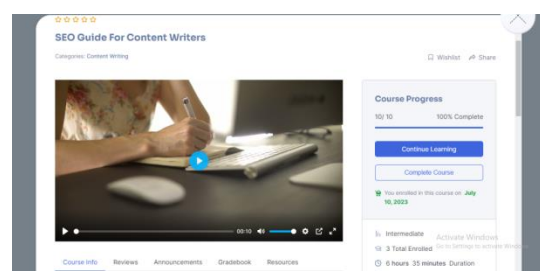 SEO Guide For Content Writers
Categories: Content Writing
Wishlist Share
Course Progress
10/ 10 100% Complete
Continue Learning
Complete Course
You enrolled in this course on July 10, 2023
00:10
Intermediate
Activate Windows
3 Total Enrolled
Go to Settings to activate Windows
6 hours 35 minutes Duration
Course Info Reviews Announcements Gradebook Resources